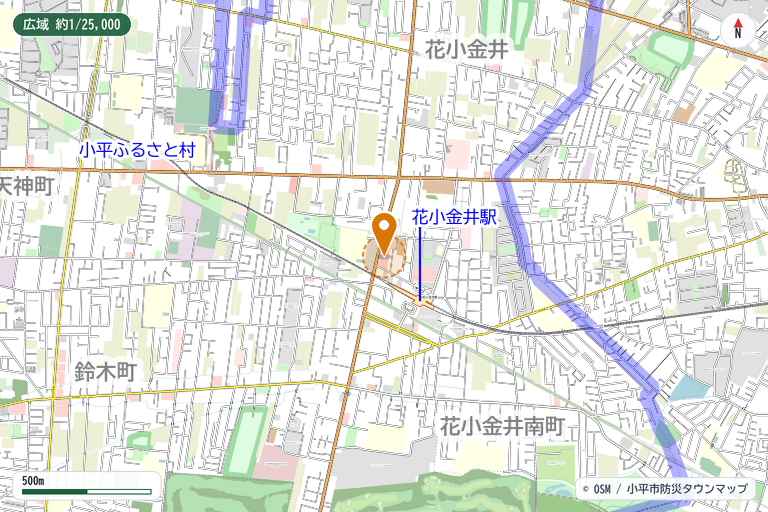 広域 約1/25,000
N
花小金井
小平ふるさと村
天神町
花小金井駅
鈴木町
花小金井南町
500m
© OSM / 小平市防災タウンマップ